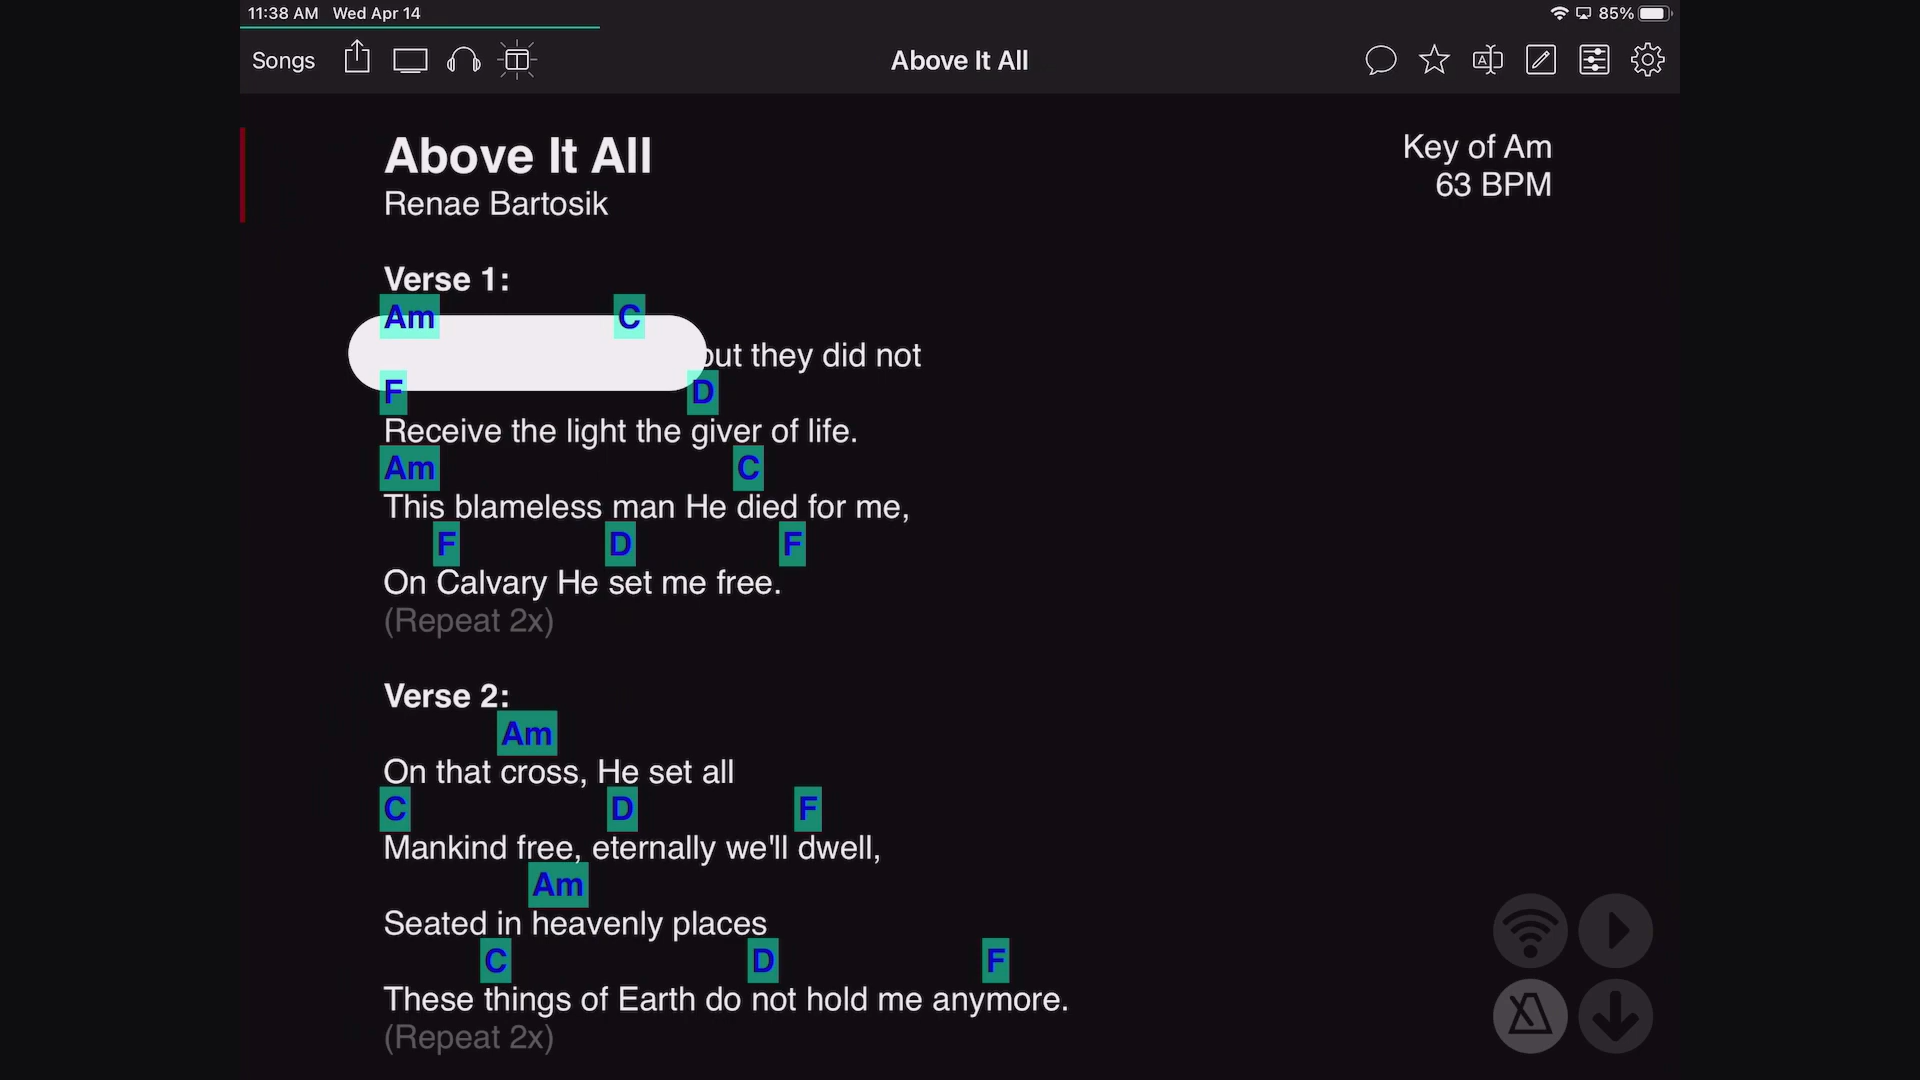 11:38 AM Wed Apr 14
85%
Songs
Above It All
Above It All
Key of Am
Renae Bartosik
63 BPM
Verse 1:
Am C
but they did not
F D
Receive the light the giver of life.
Am C
This blameless man He died for me,
F D F
On Calvary He set me free.
(Repeat 2x)
Verse 2:
Am
On that cross, He set all
C D F
Mankind free, eternally we'll dwell,
Am
Seated in heavenly places
C D F
These things of Earth do not hold me anymore.
(Repeat 2x)